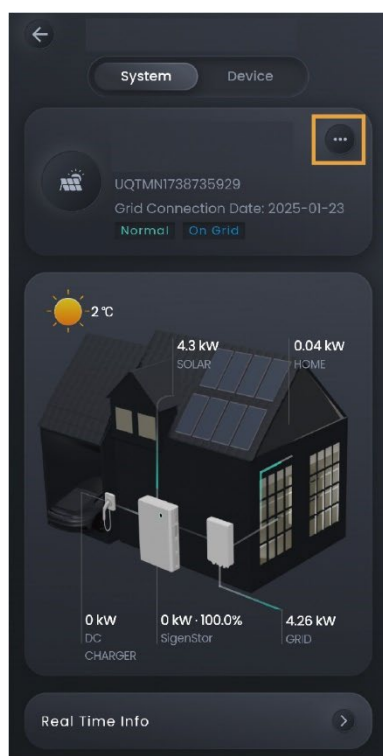 System
Device
UQTMN1738735929
Grid Connection Date: 2025-01-23
Normal On Grid
-2 °C
4.3 kW
SOLAR
0.04 kW
HOME
0 kW
DC
CHARGER
0 kW · 100.0%
SigenStor
4.26 kW
GRID
Real Time Info